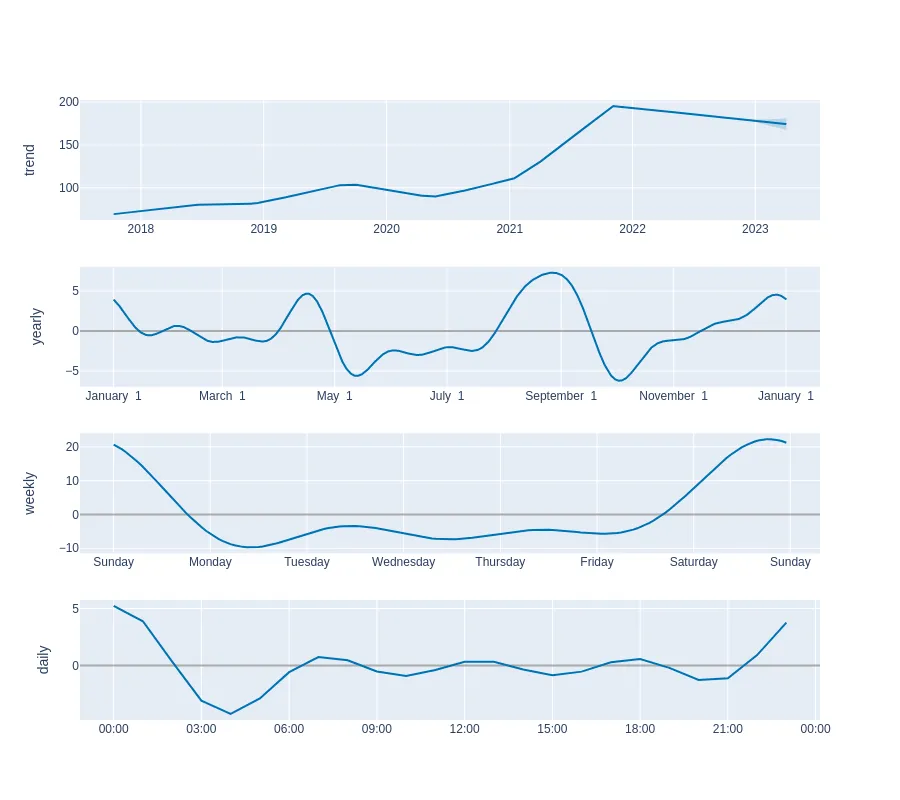 trend
200
150
100
2018 2019 2020 2021 2022 2023
yearly
5
0
−5
January 1 March 1 May 1 July 1 September 1 November 1 January 1
weekly
20
10
0
−10
Sunday Monday Tuesday Wednesday Thursday Friday Saturday Sunday
daily
5
0
00:00 03:00 06:00 09:00 12:00 15:00 18:00 21:00 00:00